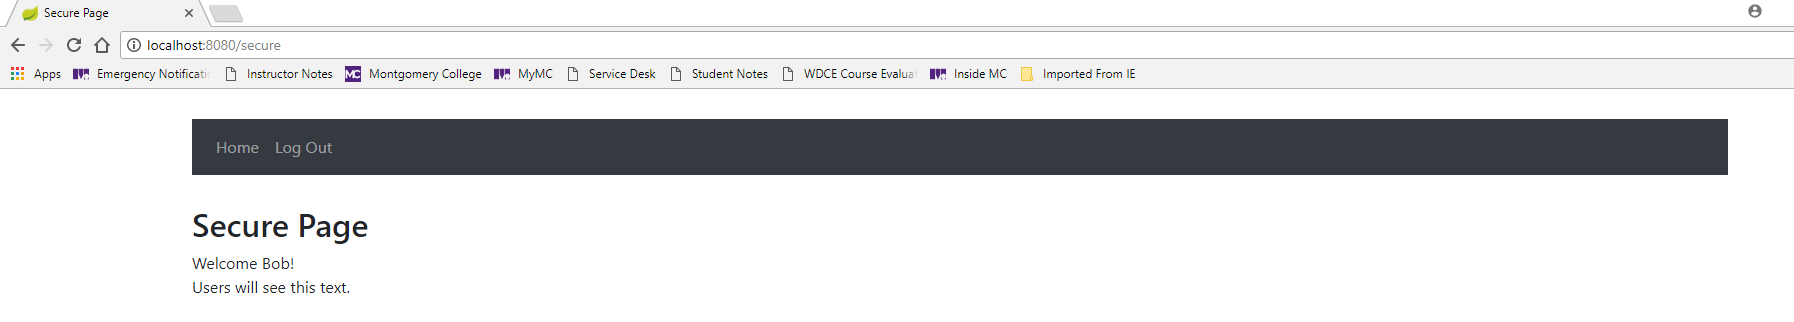 Secure Page
localhost:8080/secure
Apps Emergency Notificati Instructor Notes MC Montgomery College MyMC Service Desk Student Notes WDCE Course Evalua Inside MC Imported From IE
Home Log Out
Secure Page
Welcome Bob!
Users will see this text.